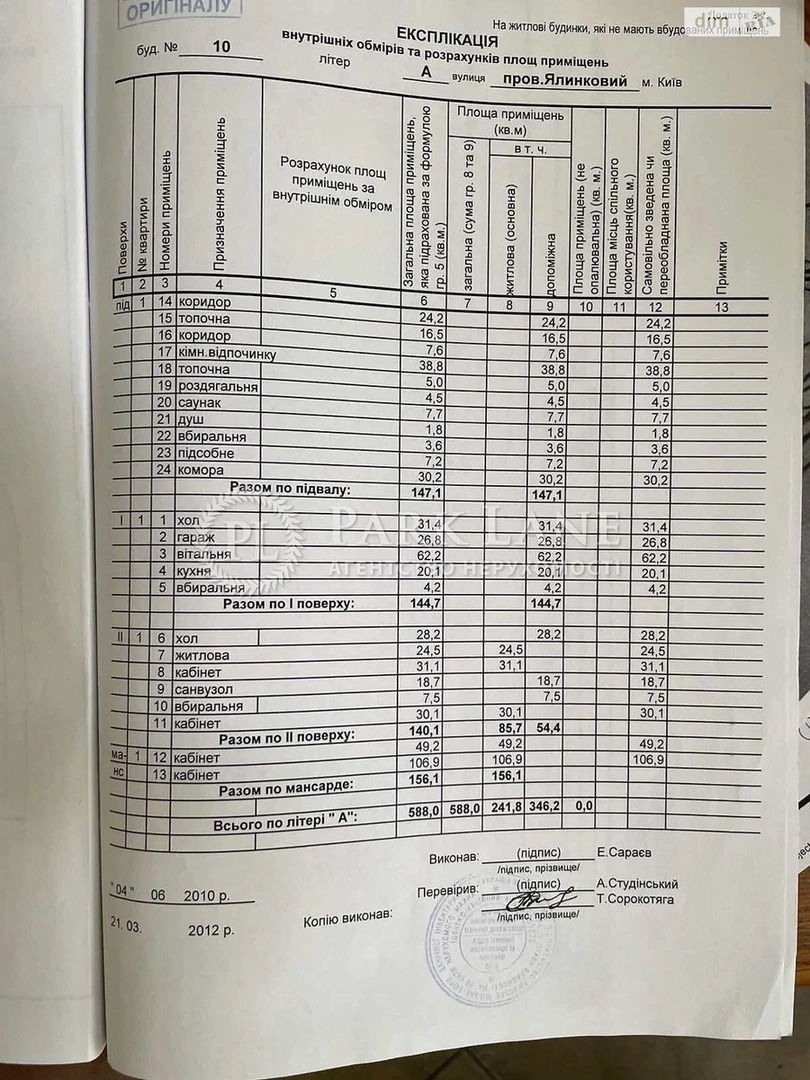 ОРИГІНАЛУ
Додаток
На житлові будинки, які не мають вбудованих приміщень
dim ria
ЕКСПЛІКАЦІЯ
внутрішніх обмірів та розрахунків площ приміщень
буд. № 10 літер А вулиця пров.Ялинковий м. Київ
Поверхи
№ квартири
Номери приміщень
Призначення приміщень
Розрахунок площ приміщень за внутрішнім обміром
Загальна площа приміщень, яка підрахована за формулою гр. 5 (кв.м.)
Площа приміщень (кв.м)
загальна (сума гр. 8 та 9)
в т. ч.
житлова (основна)
допоміжна
Площа приміщень (не опалювальна) (кв. м.)
Площа місць спільного користування(кв. м.)
Самовільно зведена чи переобладнана площа (кв. м.)
Примітки
1 2 3 4 5 6 7 8 9 10 11 12 13
під 1 14 коридор 24,2 24,2 24,2
15 топочна 16,5 16,5 16,5
16 коридор 7,6 7,6 7,6
17 кімн.відпочинку 38,8 38,8 38,8
18 топочна 5,0 5,0 5,0
19 роздягальня 4,5 4,5 4,5
20 саунак 7,7 7,7 7,7
21 душ 1,8 1,8 1,8
22 вбиральня 3,6 3,6 3,6
23 підсобне 7,2 7,2 7,2
24 комора 30,2 30,2 30,2
Разом по підвалу: 147,1 147,1
I 1 1 хол 31,4 31,4 31,4
2 гараж 26,8 26,8 26,8
3 вітальня 62,2 62,2 62,2
4 кухня 20,1 20,1 20,1
5 вбиральня 4,2 4,2 4,2
Разом по I поверху: 144,7 144,7
II 1 6 хол 28,2 28,2 28,2
7 житлова 24,5 24,5 24,5
8 кабінет 31,1 31,1 31,1
9 санвузол 18,7 18,7 18,7
10 вбиральня 7,5 7,5 7,5
11 кабінет 30,1 30,1 30,1
Разом по II поверху: 140,1 85,7 54,4
ма- 1 12 кабінет 49,2 49,2 49,2
нс 13 кабінет 106,9 106,9 106,9
Разом по мансарде: 156,1 156,1
Всього по літері " А": 588,0 588,0 241,8 346,2 0,0
PL PARK LANE
АГЕНТСТВО НЕРУХОМОСТІ
Виконав: (підпис) Е.Сараєв
/підпис, прізвище/
"04" 06 2010 р. Перевірив: (підпис) А.Студінський
/підпис, прізвище/
21.03. 2012 р. Копію виконав: Т.Сорокотяга
/підпис, прізвище/